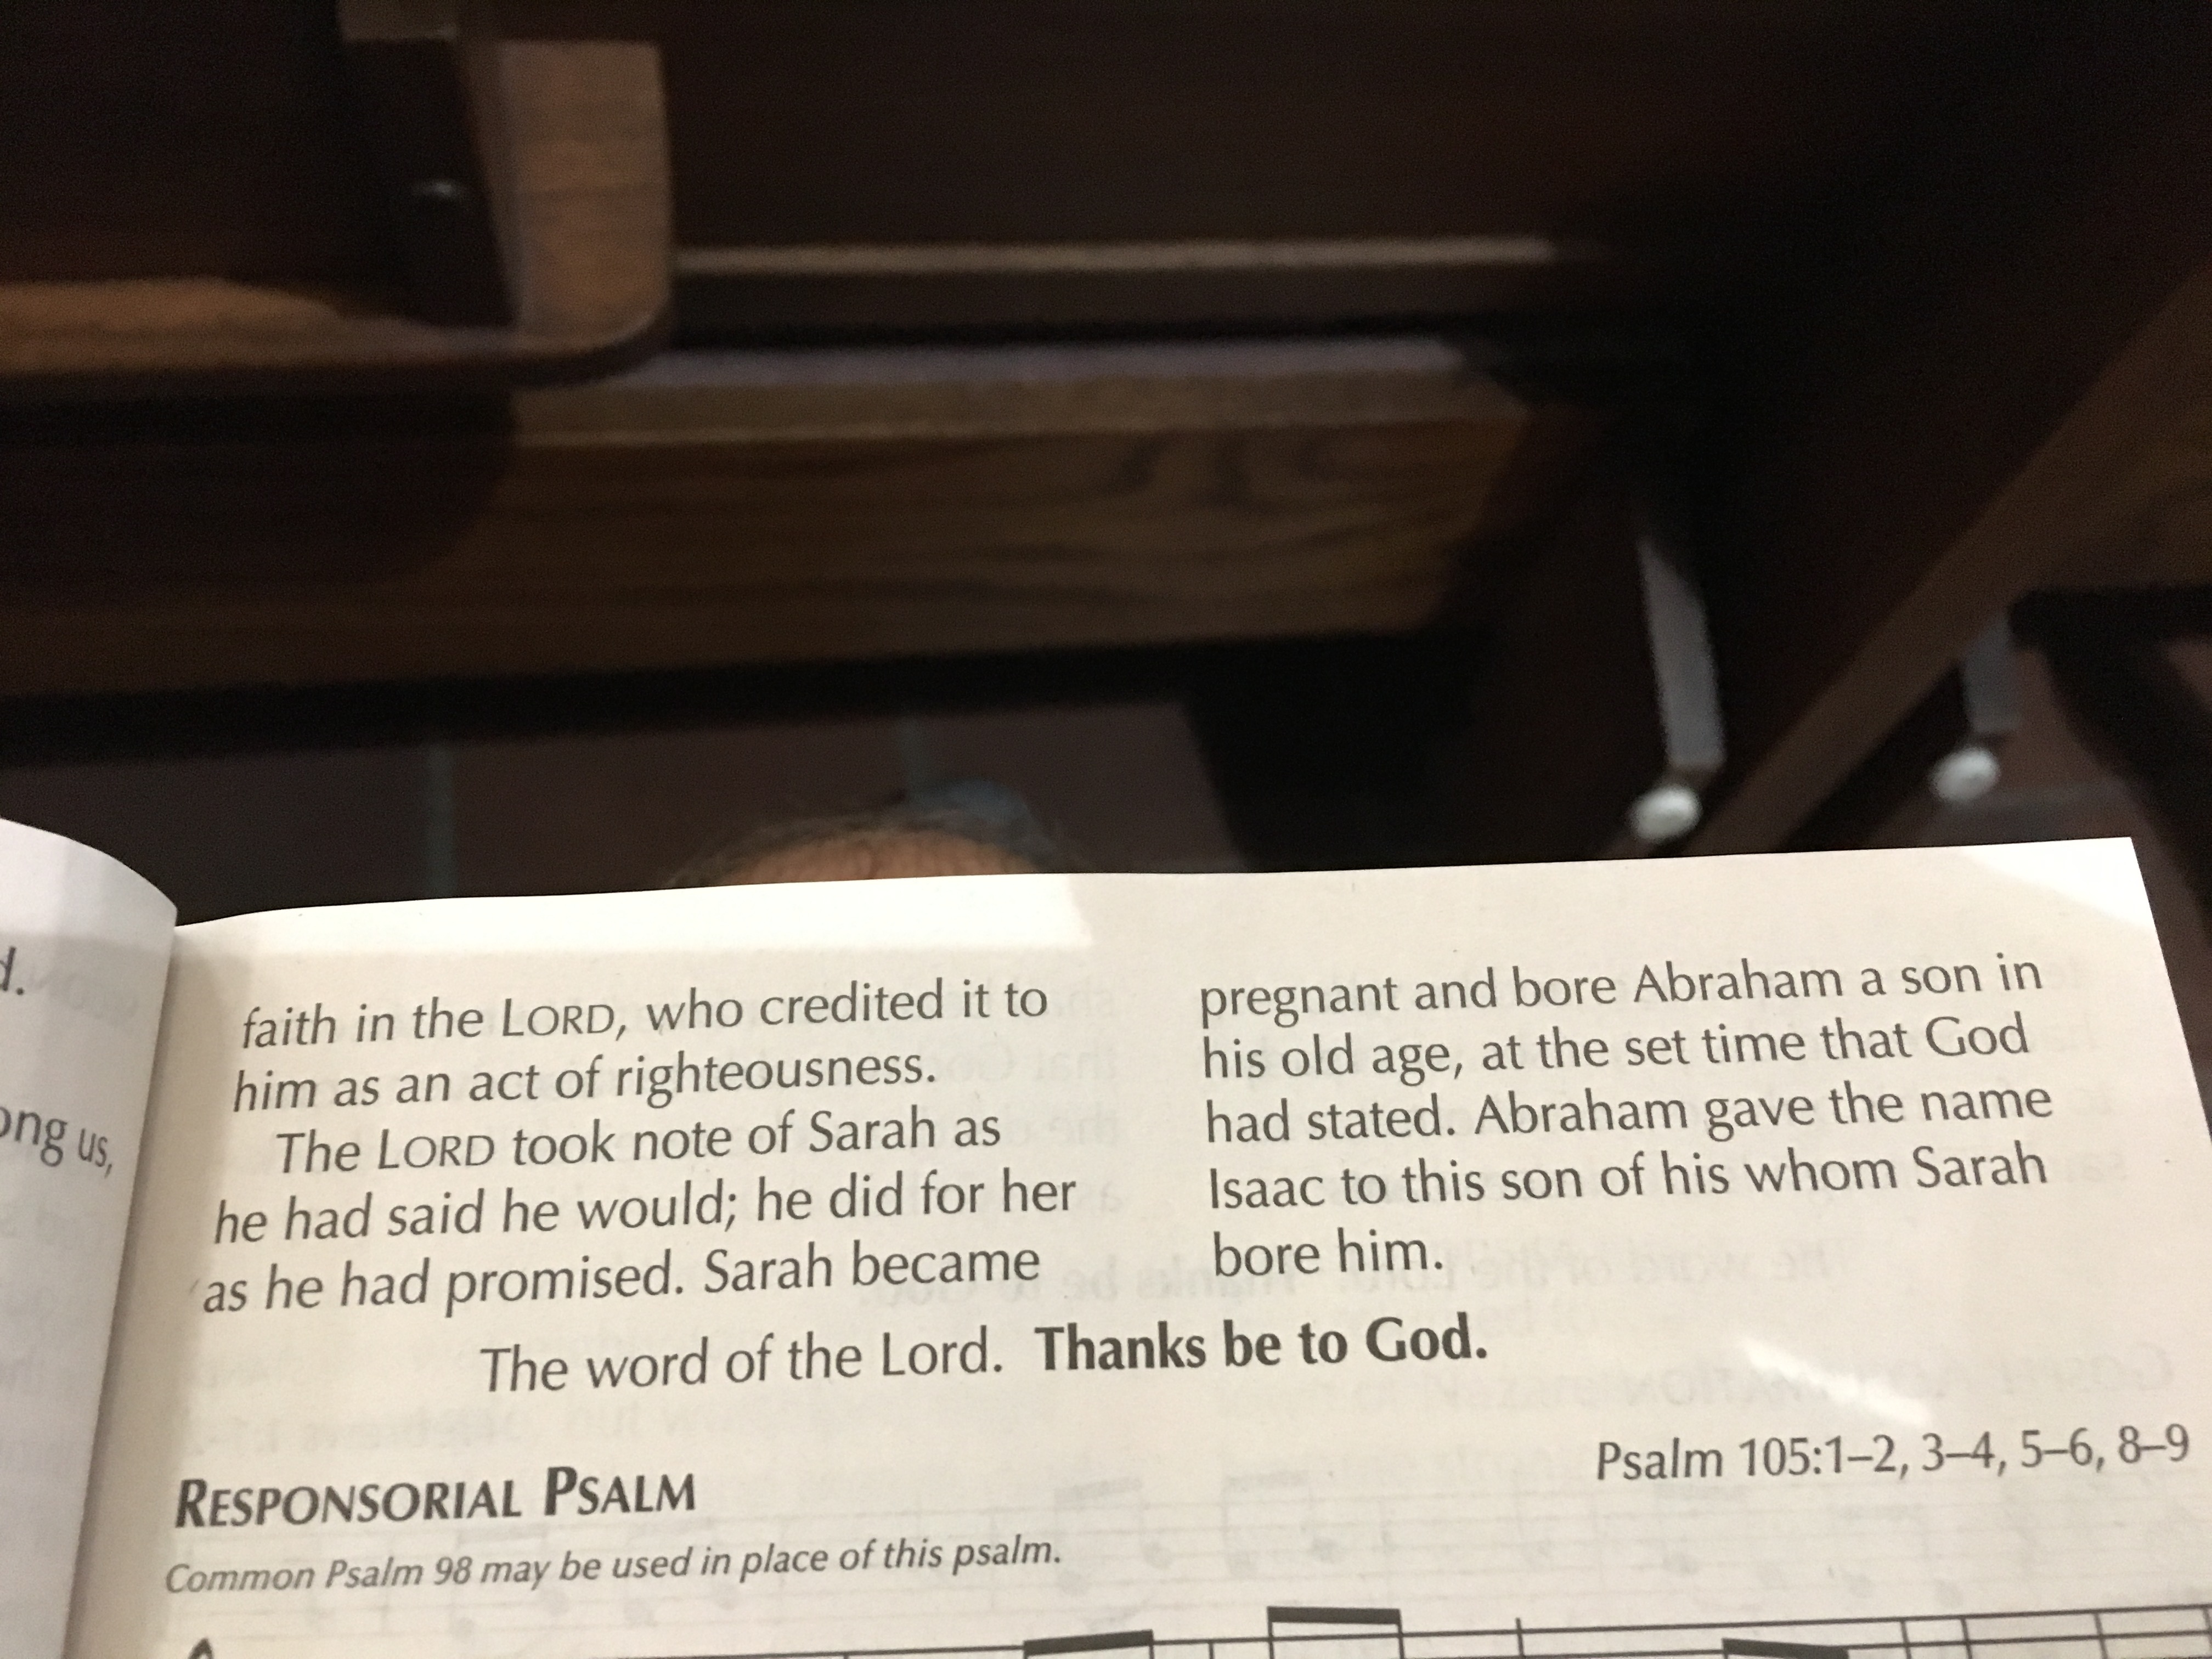 d.
ong us,
faith in the LORD, who credited it to
him as an act of righteousness.
The LORD took note of Sarah as
he had said he would; he did for her
as he had promised. Sarah became
pregnant and bore Abraham a son in
his old age, at the set time that God
had stated. Abraham gave the name
Isaac to this son of his whom Sarah
bore him.
The word of the Lord. Thanks be to God.
RESPONSORIAL PSALM
Psalm 105:1–2, 3–4, 5–6, 8–9
Common Psalm 98 may be used in place of this psalm.